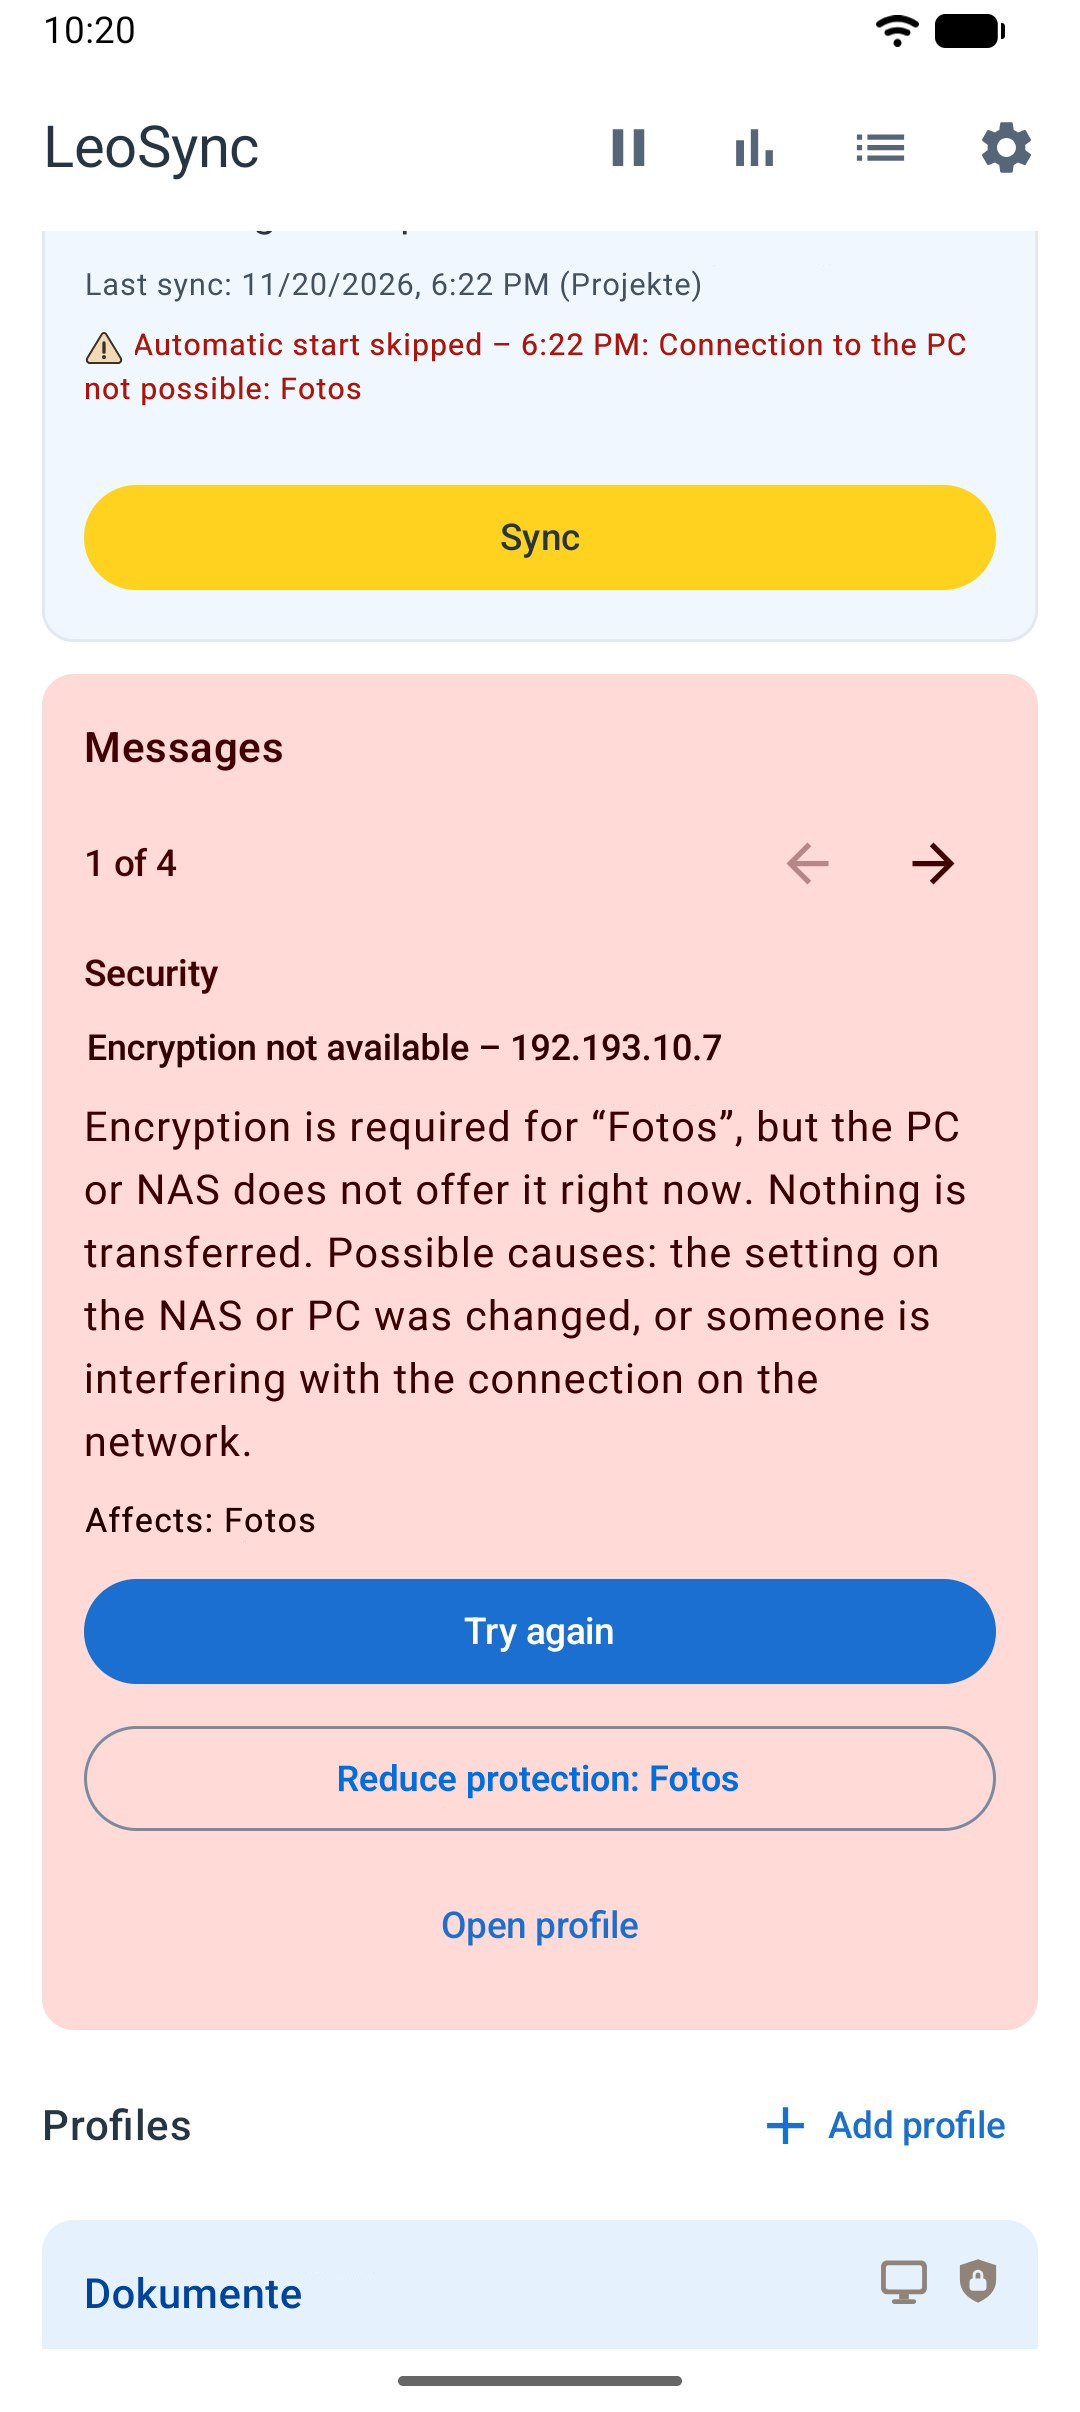 10:20
LeoSync
Last sync: 11/20/2026, 6:22 PM (Projekte)
Automatic start skipped – 6:22 PM: Connection to the PC
not possible: Fotos
Sync
Messages
1 of 4
Security
Encryption not available – 192.193.10.7
Encryption is required for “Fotos”, but the PC
or NAS does not offer it right now. Nothing is
transferred. Possible causes: the setting on
the NAS or PC was changed, or someone is
interfering with the connection on the
network.
Affects: Fotos
Try again
Reduce protection: Fotos
Open profile
Profiles
Add profile
Dokumente